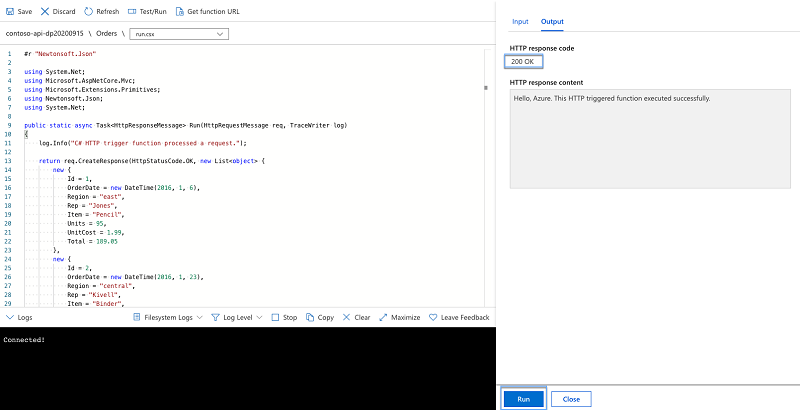 Save Discard Refresh Test/Run Get function URL
contoso-api-dp20200915 \ Orders \ run.csx
1 #r "Newtonsoft.Json"
2
3 using System.Net;
4 using Microsoft.AspNetCore.Mvc;
5 using Microsoft.Extensions.Primitives;
6 using Newtonsoft.Json;
7 using System.Net;
8
9 public static async Task<HttpResponseMessage> Run(HttpRequestMessage req, TraceWriter log)
10 {
11 log.Info("C# HTTP trigger function processed a request.");
12
13 return req.CreateResponse(HttpStatusCode.OK, new List<object> {
14 new {
15 Id = 1,
16 OrderDate = new DateTime(2016, 1, 6),
17 Region = "east",
18 Rep = "Jones",
19 Item = "Pencil",
20 Units = 95,
21 UnitCost = 1.99,
22 Total = 189.05
23 },
24 new {
25 Id = 2,
26 OrderDate = new DateTime(2016, 1, 23),
27 Region = "central",
28 Rep = "Kivell",
29 Item = "Binder",
Logs Filesystem Logs Log Level Stop Copy Clear Maximize Leave Feedback
Connected!
Input Output
HTTP response code
200 OK
HTTP response content
Hello, Azure. This HTTP triggered function executed successfully.
Run Close